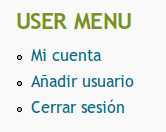 USER MENU
Mi cuenta
Añadir usuario
Cerrar sesión